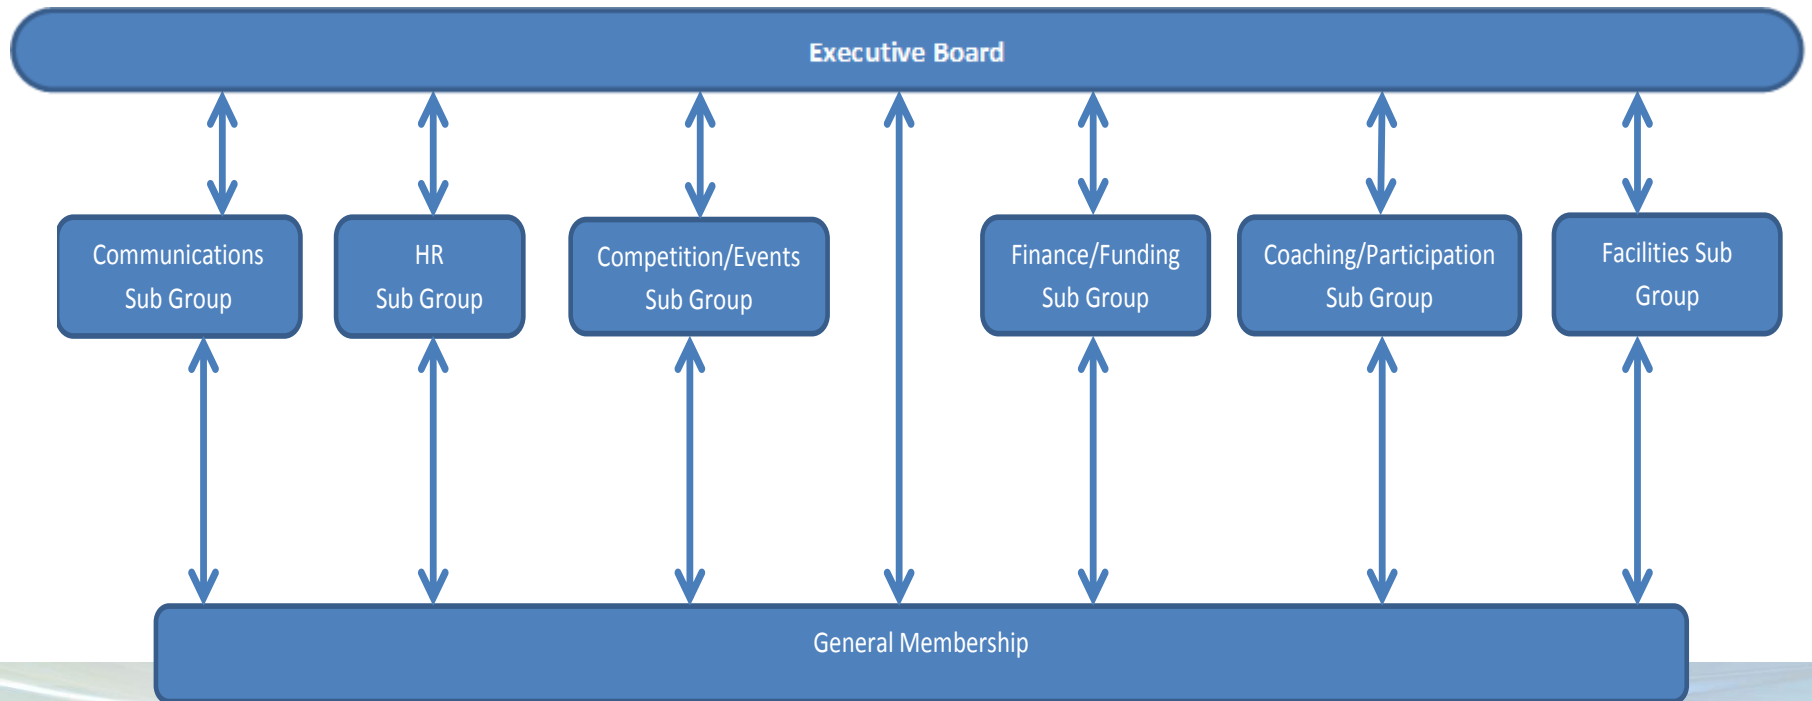 Executive Board
Communications
Sub Group
HR
Sub Group
Competition/Events
Sub Group
Finance/Funding
Sub Group
Coaching/Participation
Sub Group
Facilities Sub
Group
General Membership